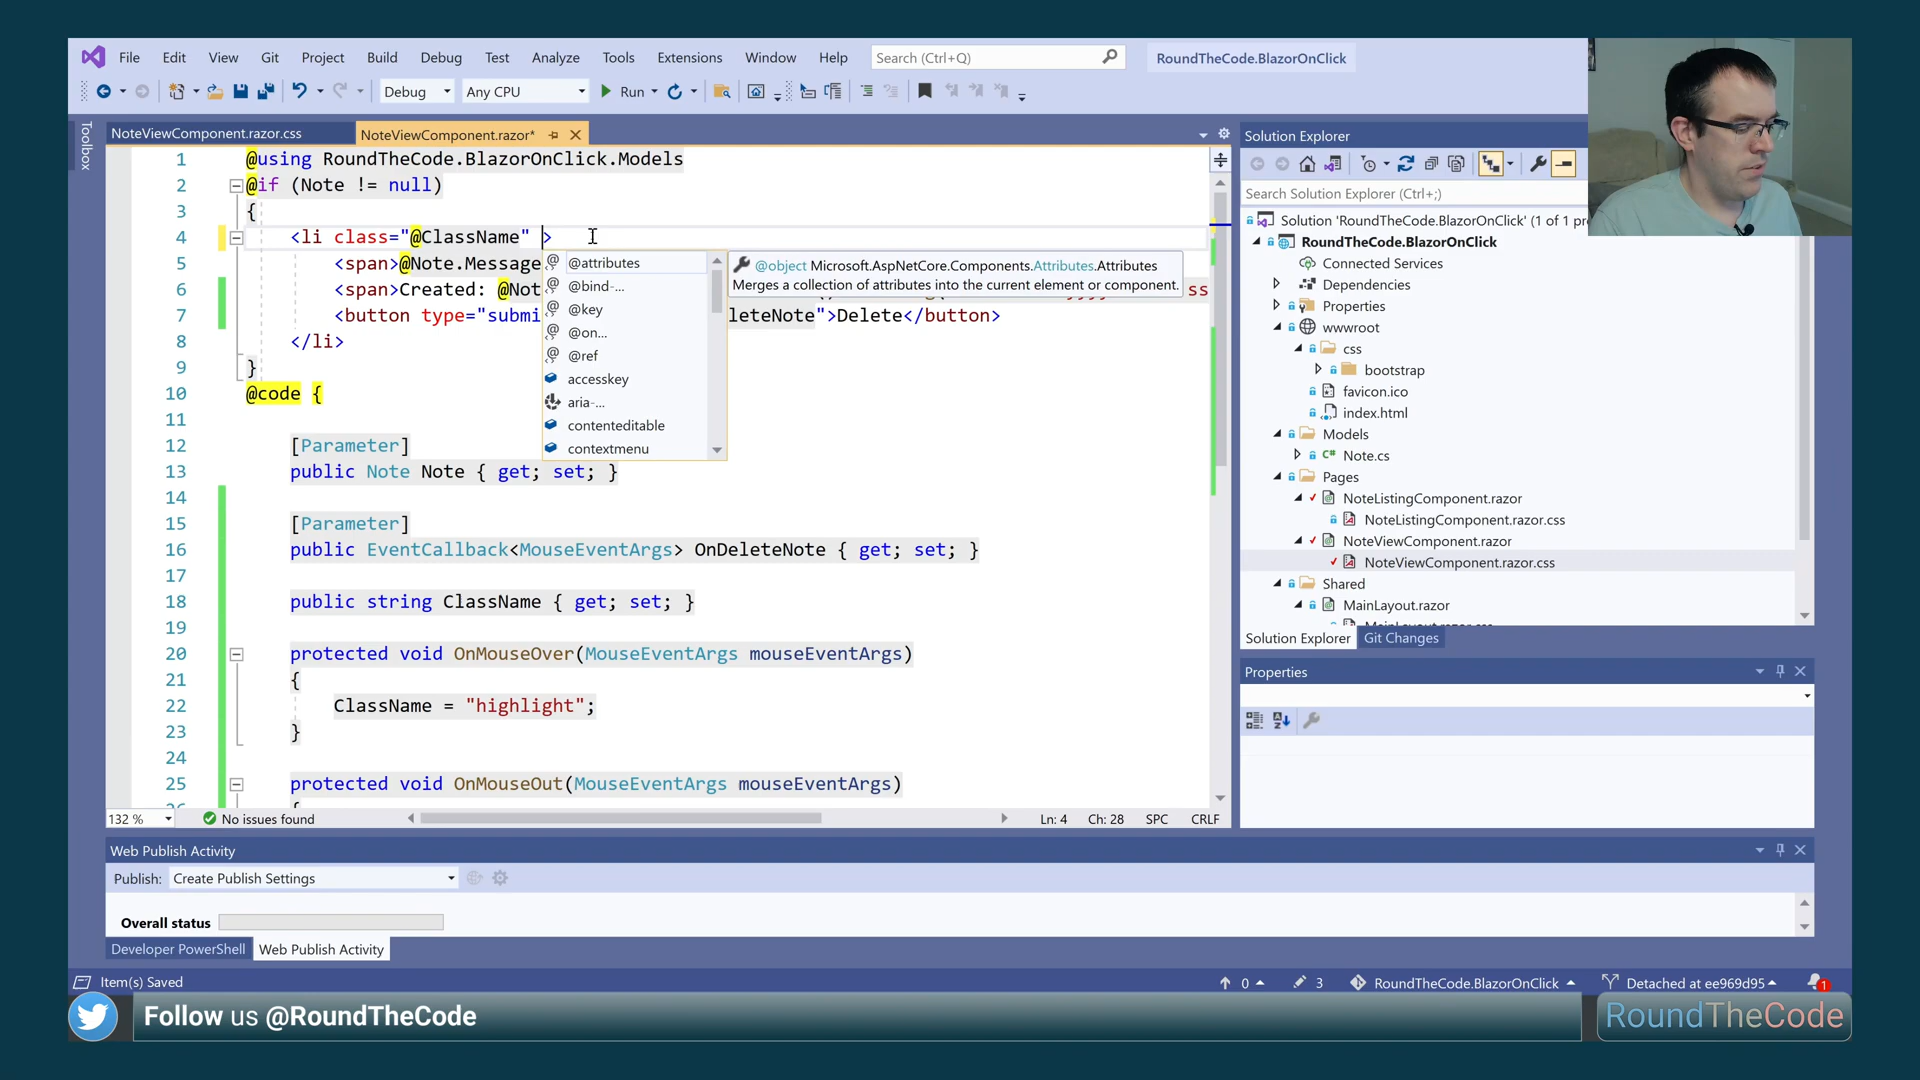 File Edit View Git Project Build Debug Test Analyze Tools Extensions Window Help Search (Ctrl+Q) RoundTheCode.BlazorOnClick
Debug Any CPU Run
Toolbox
NoteViewComponent.razor.css NoteViewComponent.razor*
1 @using RoundTheCode.BlazorOnClick.Models
2 @if (Note != null)
3 {
4 <li class="@ClassName" >
5 <span>@Note.Message
6 <span>Created: @Not ss
7 <button type="submi leteNote">Delete</button>
8 </li>
9 }
10 @code {
11
12 [Parameter]
13 public Note Note { get; set; }
14
15 [Parameter]
16 public EventCallback<MouseEventArgs> OnDeleteNote { get; set; }
17
18 public string ClassName { get; set; }
19
20 protected void OnMouseOver(MouseEventArgs mouseEventArgs)
21 {
22 ClassName = "highlight";
23 }
24
25 protected void OnMouseOut(MouseEventArgs mouseEventArgs)
26 {
@attributes
@bind-...
@key
@on...
@ref
accesskey
aria-...
contenteditable
contextmenu
@object Microsoft.AspNetCore.Components.Attributes.Attributes
Merges a collection of attributes into the current element or component.
132 % No issues found Ln: 4 Ch: 28 SPC CRLF
Solution Explorer
Search Solution Explorer (Ctrl+;)
Solution 'RoundTheCode.BlazorOnClick' (1 of 1 pr
RoundTheCode.BlazorOnClick
Connected Services
Dependencies
Properties
wwwroot
css
bootstrap
favicon.ico
index.html
Models
C# Note.cs
Pages
NoteListingComponent.razor
NoteListingComponent.razor.css
NoteViewComponent.razor
NoteViewComponent.razor.css
Shared
MainLayout.razor
MainLayout.razor.css
Solution Explorer Git Changes
Properties
Web Publish Activity
Publish: Create Publish Settings
Overall status
Developer PowerShell Web Publish Activity
Item(s) Saved 0 3 RoundTheCode.BlazorOnClick Detached at ee969d95 1
Follow us @RoundTheCode
RoundTheCode